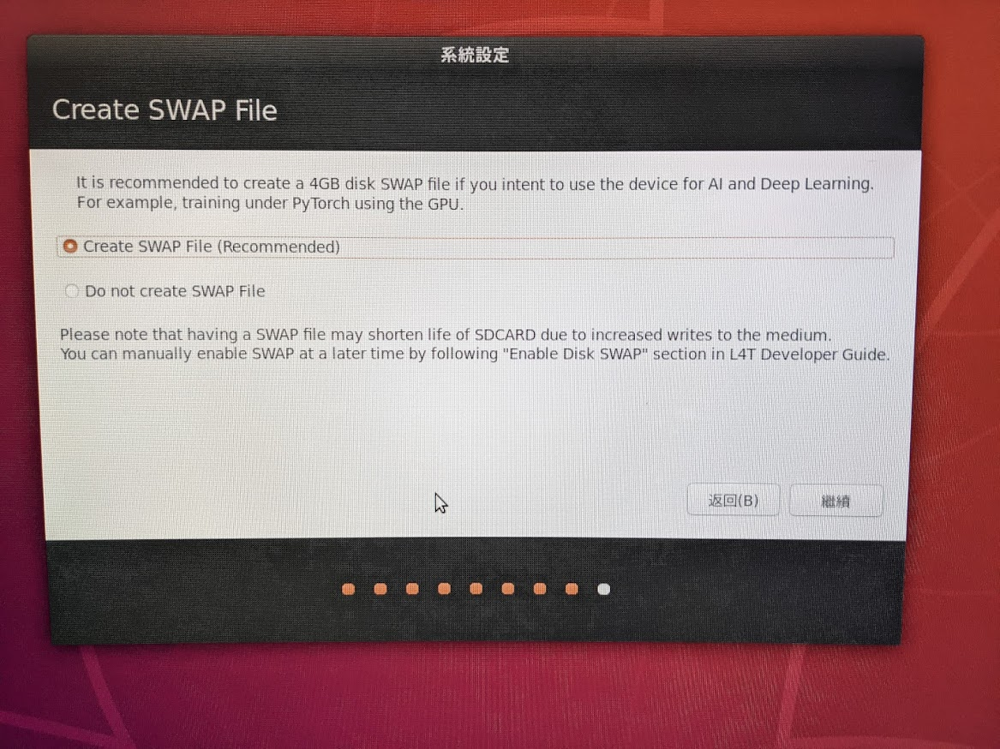 系統設定
Create SWAP File
It is recommended to create a 4GB disk SWAP file if you intent to use the device for AI and Deep Learning.
For example, training under PyTorch using the GPU.
Create SWAP File (Recommended)
Do not create SWAP File
Please note that having a SWAP file may shorten life of SDCARD due to increased writes to the medium.
You can manually enable SWAP at a later time by following "Enable Disk SWAP" section in L4T Developer Guide.
返回(B) 繼續